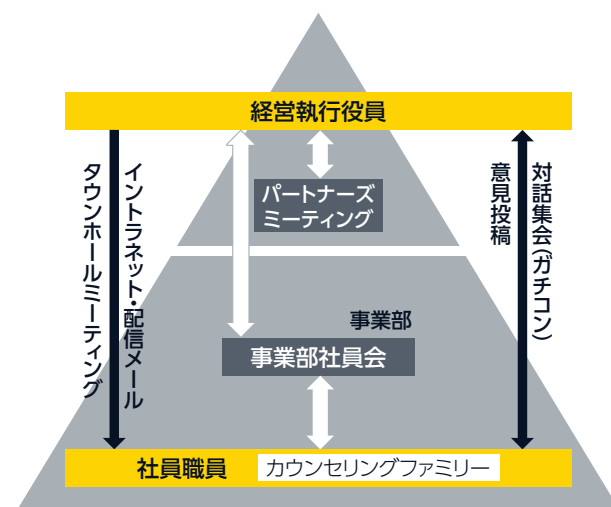 経営執行役員
タウンホールミーティング
イントラネット・配信メール
パートナーズ
ミーティング
意見投稿
対話集会(ガチコン)
事業部
事業部社員会
社員職員
カウンセリングファミリー